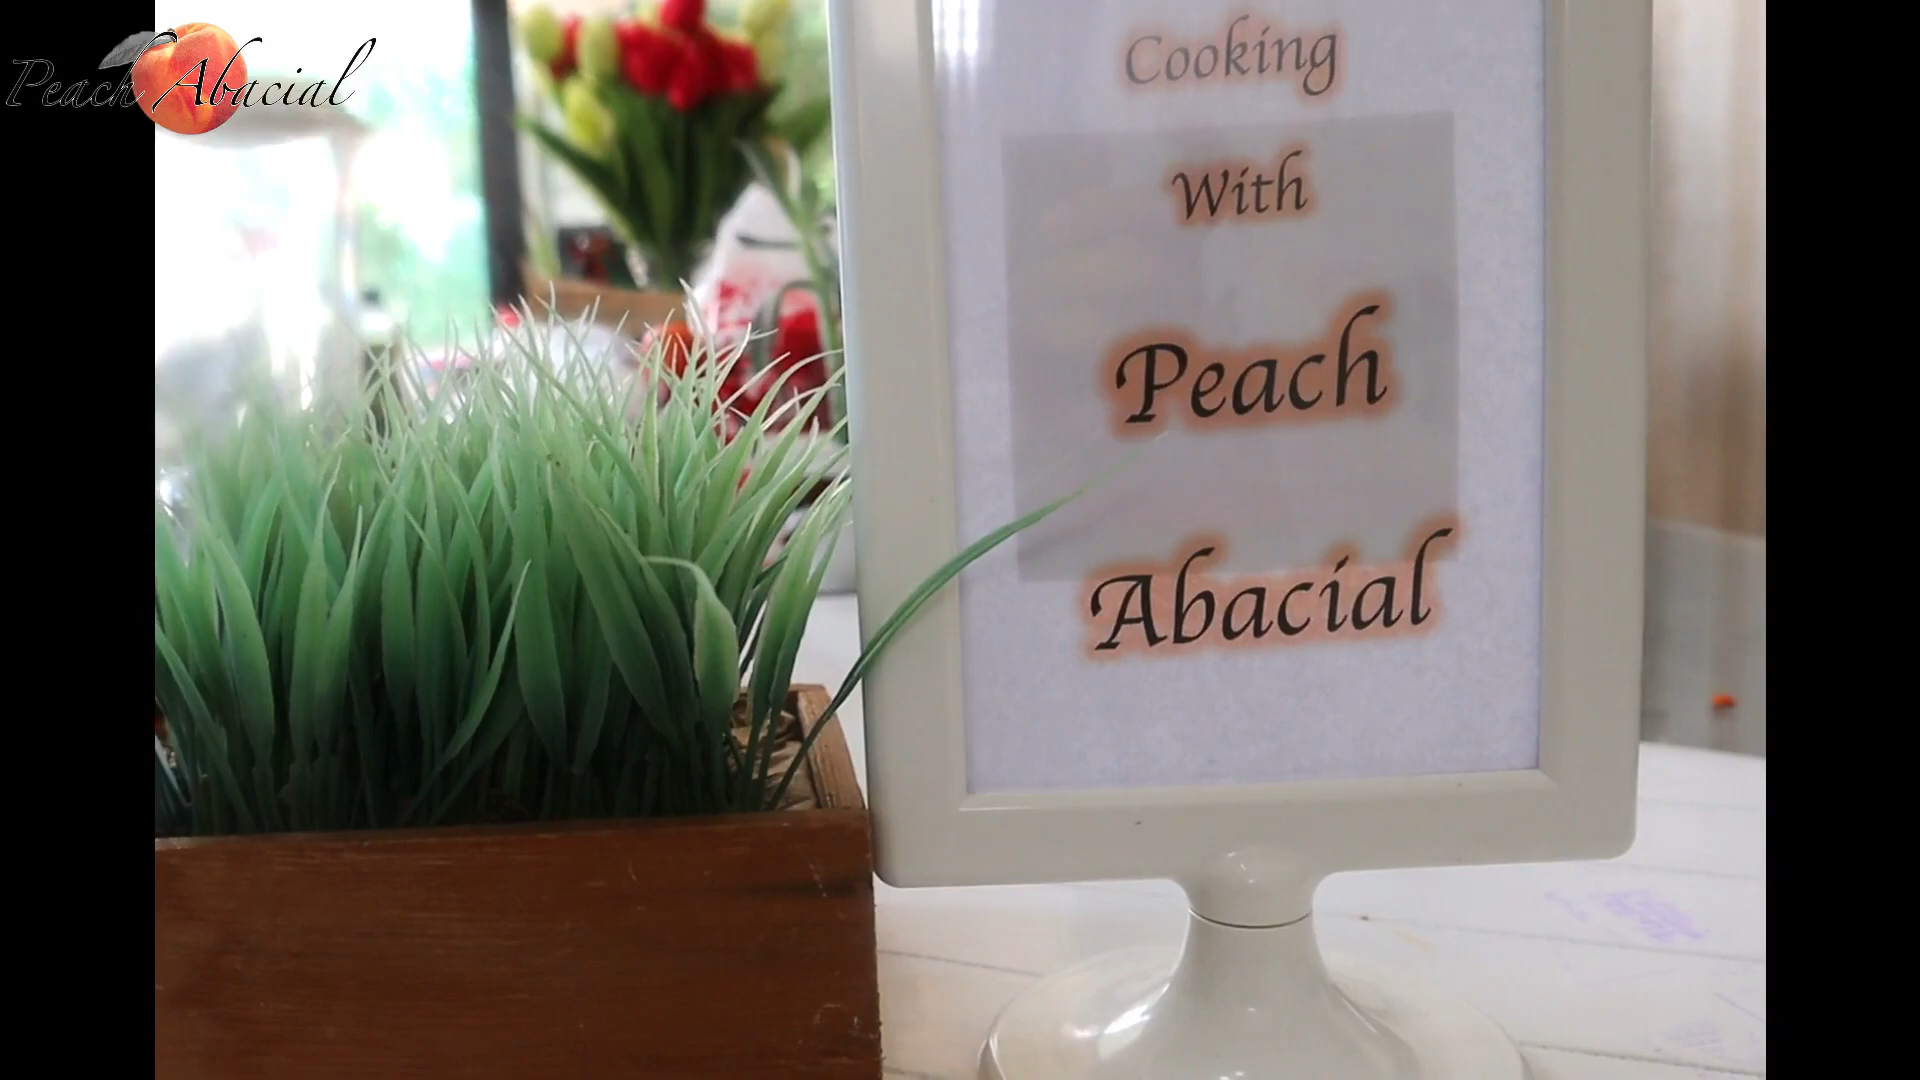 Peach Abacial
Cooking
With
Peach
Abacial